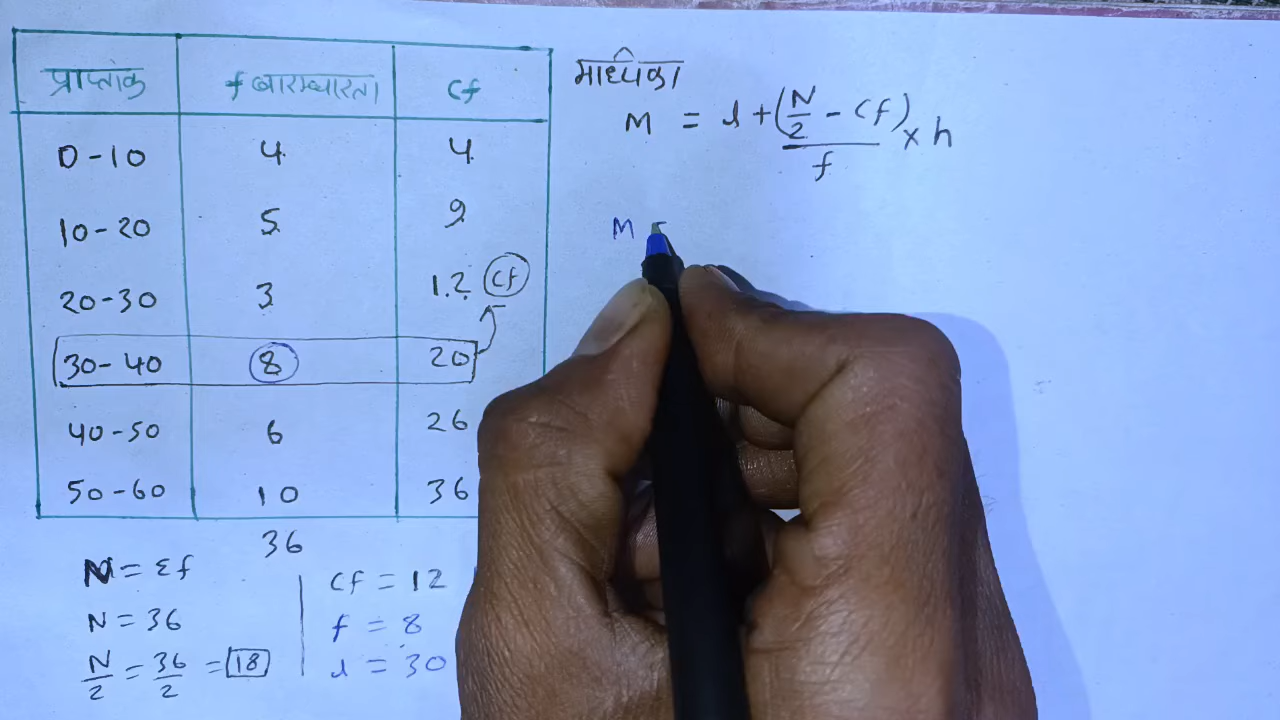 प्राप्तांक f बारम्बारता cf
0-10 4 4
10-20 5 9
20-30 3 12 cf
30-40 8 20
40-50 6 26
50-60 10 36
36
N = Σf
N = 36
N/2 = 36/2 = 18
cf = 12
f = 8
l = 30
माध्यिका
M = l + (N/2 - cf)/f × h
M =